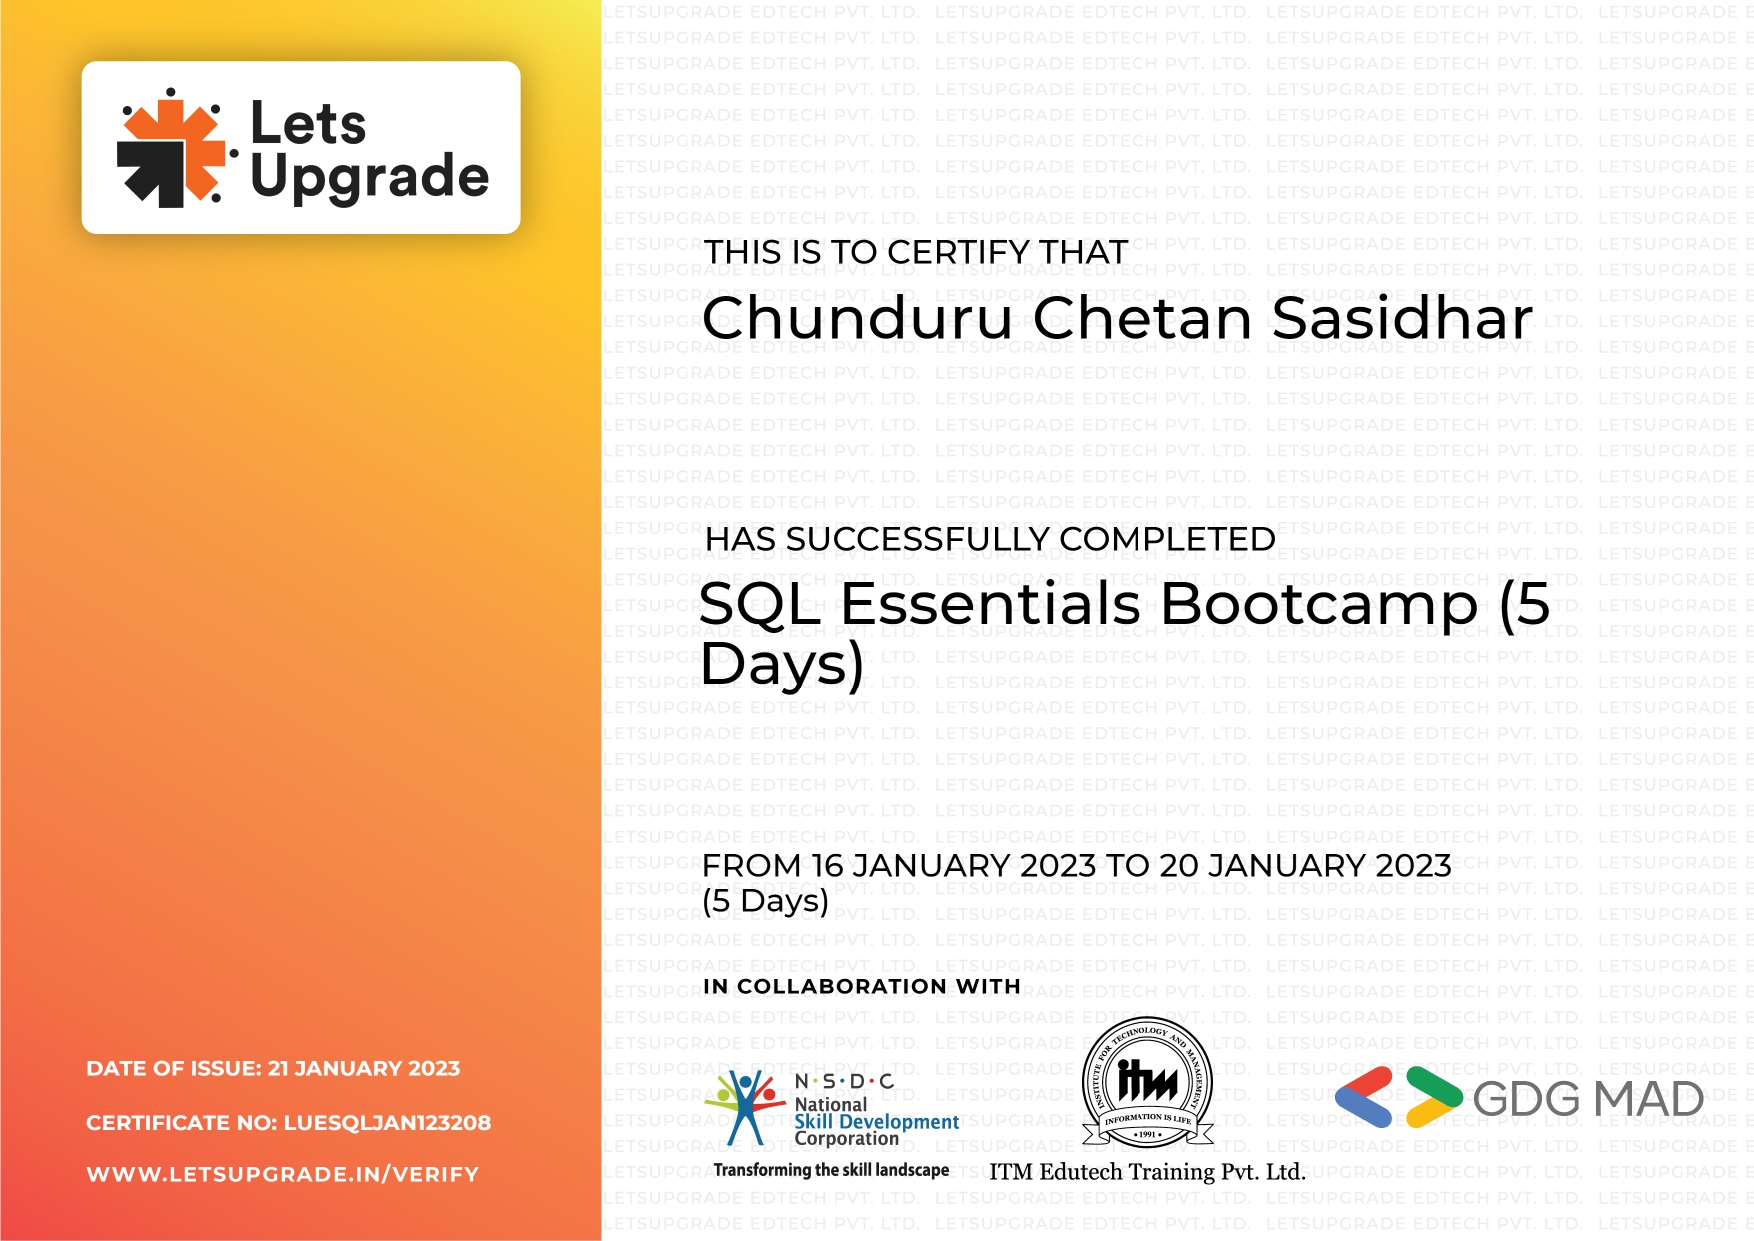 Lets
Upgrade
THIS IS TO CERTIFY THAT
Chunduru Chetan Sasidhar
HAS SUCCESSFULLY COMPLETED
SQL Essentials Bootcamp (5
Days)
FROM 16 JANUARY 2023 TO 20 JANUARY 2023
(5 Days)
IN COLLABORATION WITH
N·S·D·C
National
Skill Development
Corporation
Transforming the skill landscape
INSTITUTE FOR TECHNOLOGY AND MANAGEMENT
itm
INFORMATION IS LIFE
• 1991 •
ITM Edutech Training Pvt. Ltd.
GDG MAD
DATE OF ISSUE: 21 JANUARY 2023
CERTIFICATE NO: LUESQLJAN123208
WWW.LETSUPGRADE.IN/VERIFY
LETSUPGRADE EDTECH PVT. LTD.